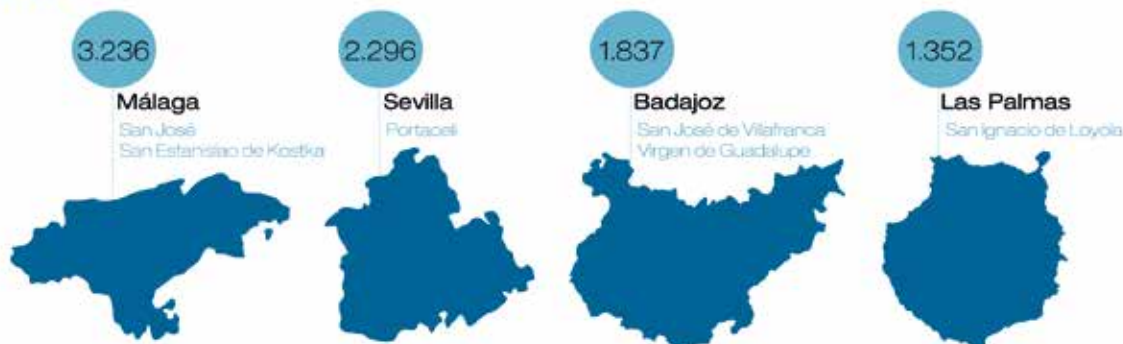 3.236
Málaga
San José
San Estanislao de Kostka
2.296
Sevilla
Portaceli
1.837
Badajoz
San José de Villafranca
Virgen de Guadalupe
1.352
Las Palmas
San Ignacio de Loyola